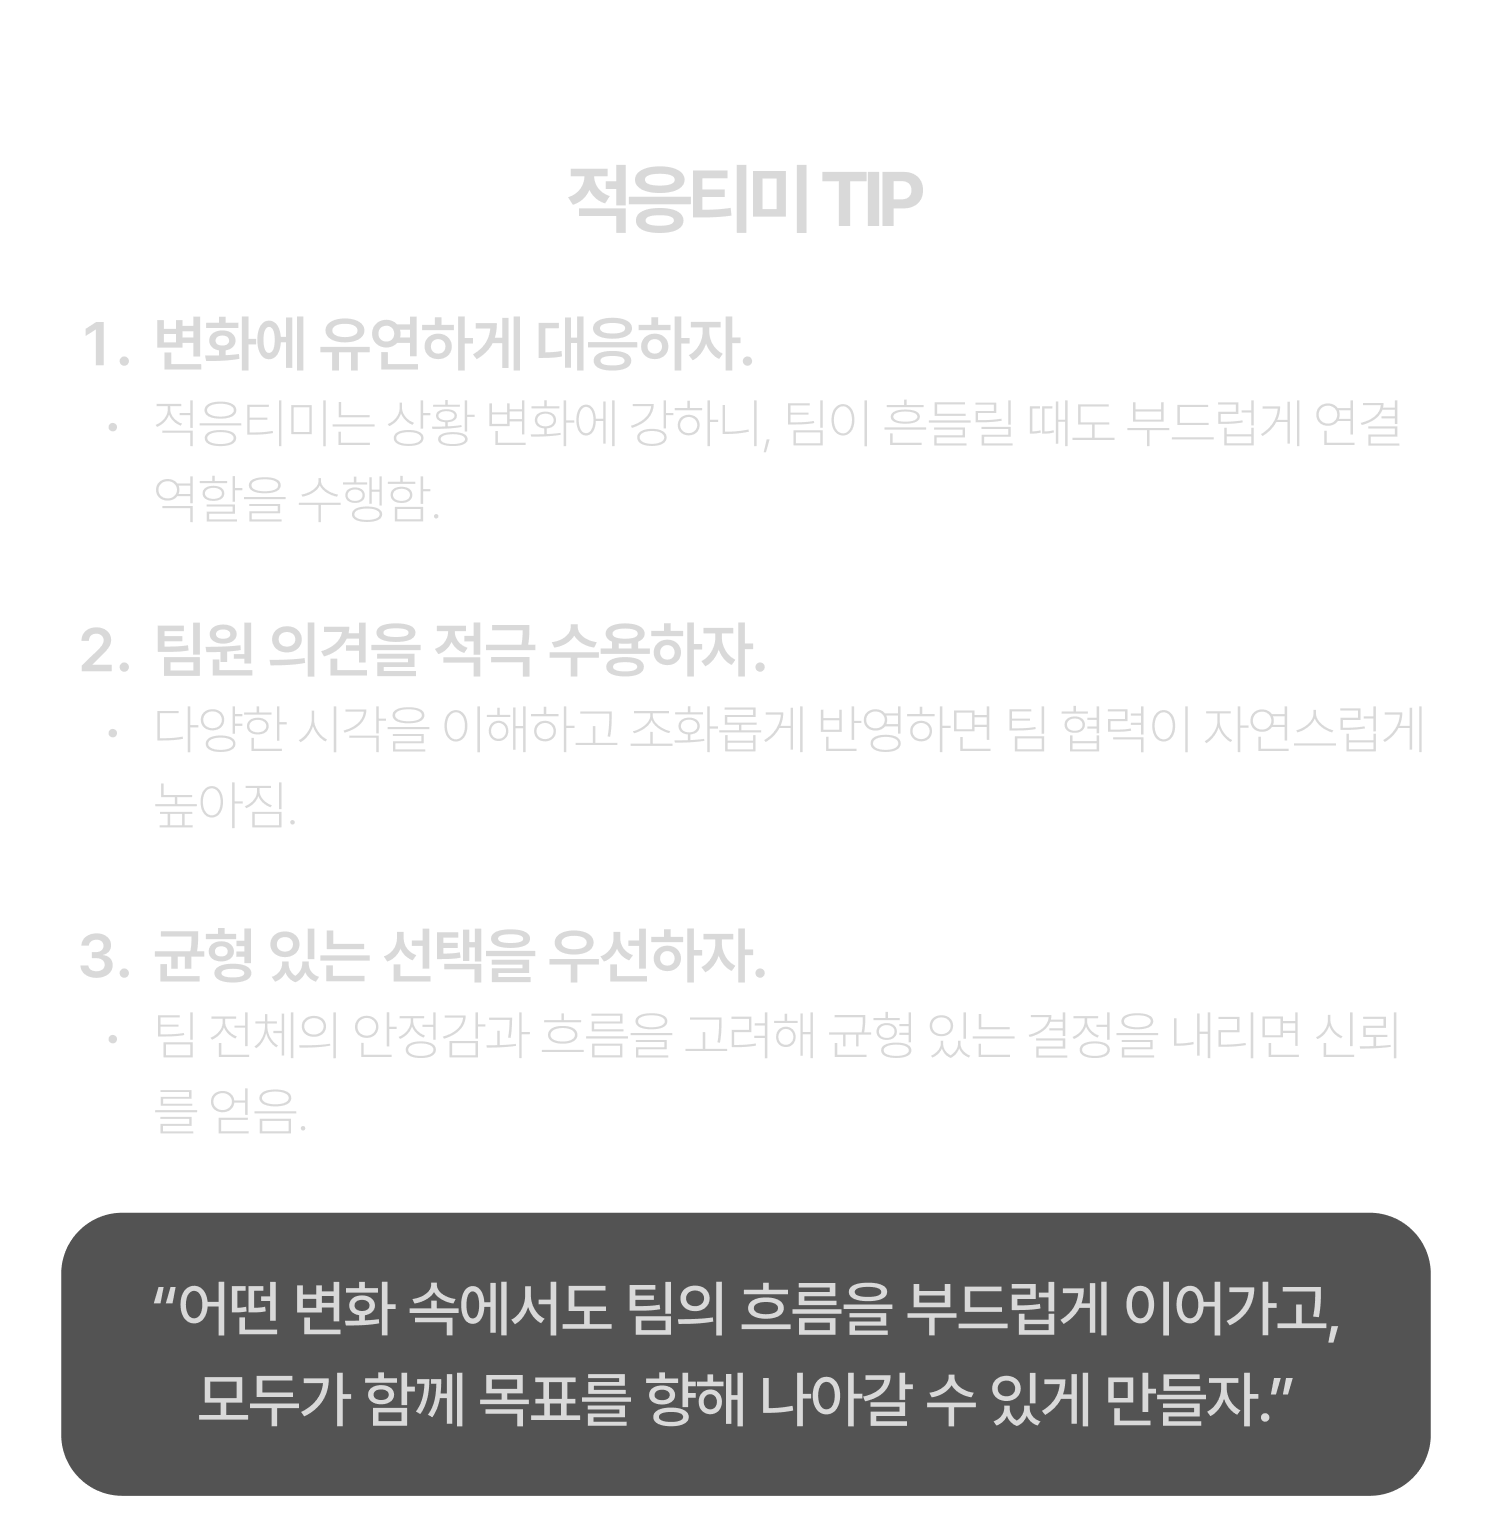 적응티미 TIP
1. 변화에 유연하게 대응하자.
• 적응티미는 상황 변화에 강하니, 팀이 흔들릴 때도 부드럽게 연결
역할을 수행함.
2. 팀원 의견을 적극 수용하자.
• 다양한 시각을 이해하고 조화롭게 반영하면 팀 협력이 자연스럽게
높아짐.
3. 균형 있는 선택을 우선하자.
• 팀 전체의 안정감과 흐름을 고려해 균형 있는 결정을 내리면 신뢰
를 얻음.
“어떤 변화 속에서도 팀의 흐름을 부드럽게 이어가고,
모두가 함께 목표를 향해 나아갈 수 있게 만들자.”